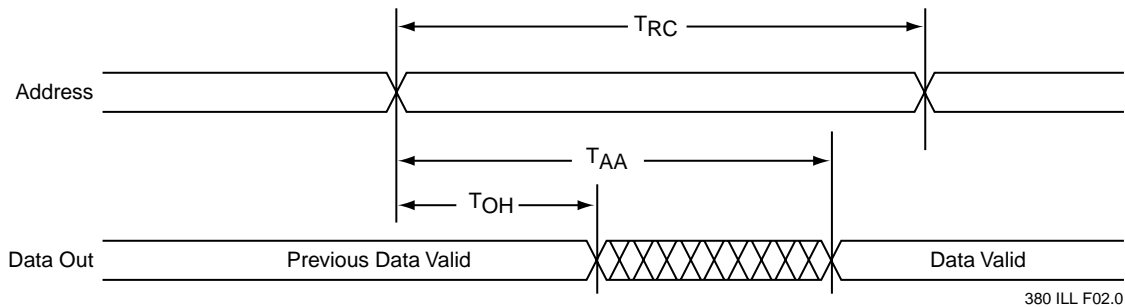 TRC
Address
TAA
TOH
Data Out Previous Data Valid Data Valid
380 ILL F02.0